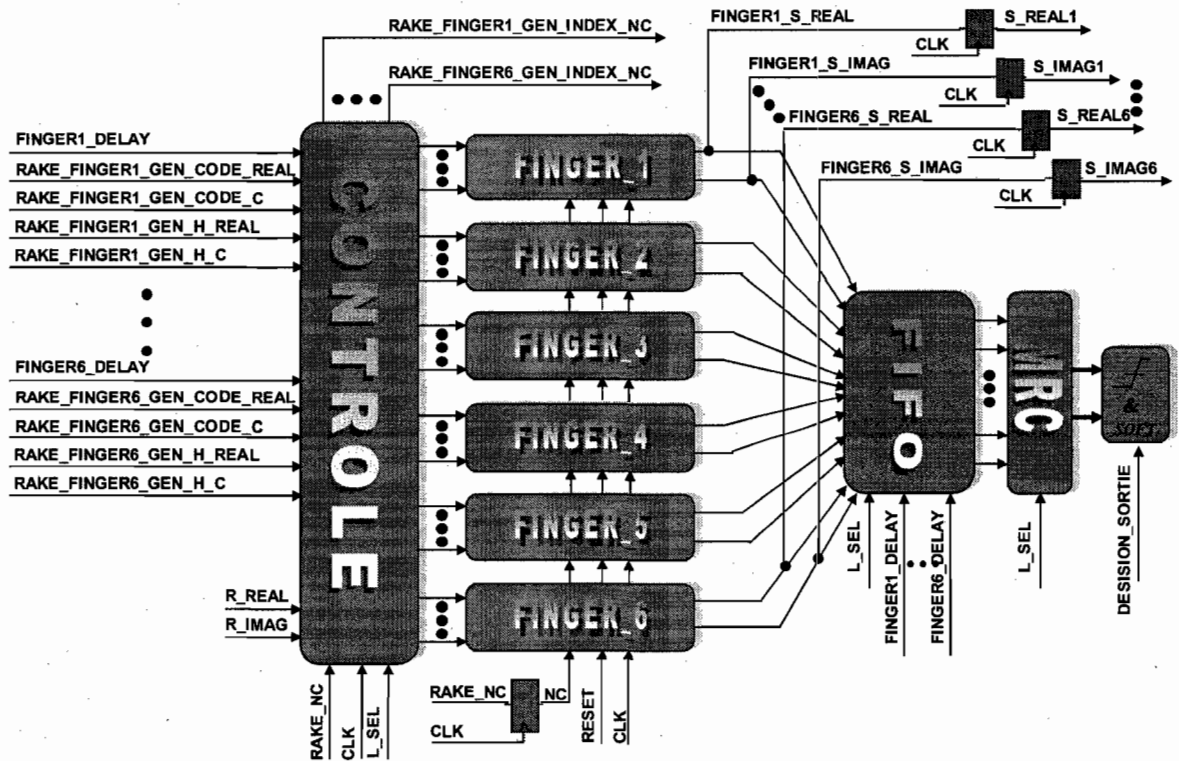 RAKE_FINGER1_GEN_INDEX_NC
RAKE_FINGER6_GEN_INDEX_NC
FINGER1_S_REAL
S_REAL1
CLK
FINGER1_S_IMAG
S_IMAG1
CLK
FINGER6_S_REAL
S_REAL6
CLK
FINGER6_S_IMAG
S_IMAG6
CLK
FINGER1_DELAY
RAKE_FINGER1_GEN_CODE_REAL
RAKE_FINGER1_GEN_CODE_C
RAKE_FINGER1_GEN_H_REAL
RAKE_FINGER1_GEN_H_C
FINGER6_DELAY
RAKE_FINGER6_GEN_CODE_REAL
RAKE_FINGER6_GEN_CODE_C
RAKE_FINGER6_GEN_H_REAL
RAKE_FINGER6_GEN_H_C
R_REAL
R_IMAG
CONTROLE
RAKE_NC
CLK
L_SEL
FINGER_1
FINGER_2
FINGER_3
FINGER_4
FINGER_5
FINGER_6
RAKE_NC
NC
CLK
RESET
CLK
FIFO
L_SEL
FINGER1_DELAY
FINGER6_DELAY
MRC
L_SEL
&
SOFT
DESISION_SORTIE